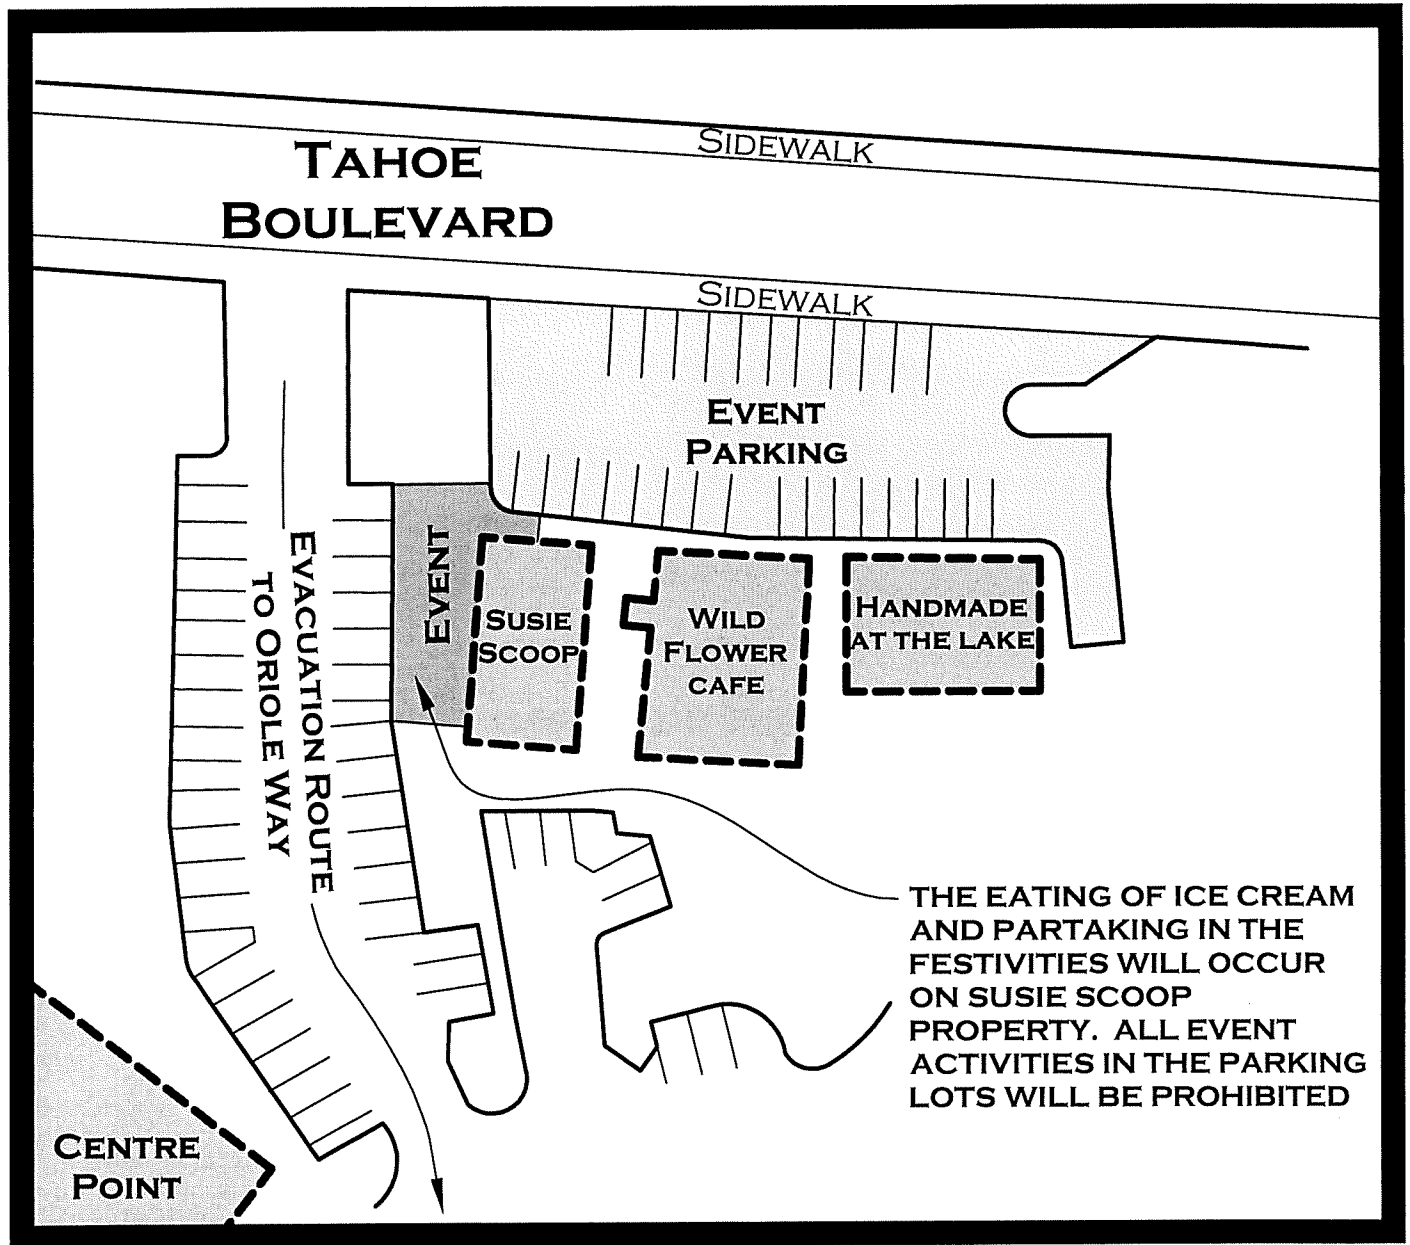 SIDEWALK
TAHOE
BOULEVARD
SIDEWALK
EVENT
PARKING
EVENT
EVACUATION ROUTE
TO ORIOLE WAY
SUSIE
SCOOP
WILD
FLOWER
CAFE
HANDMADE
AT THE LAKE
THE EATING OF ICE CREAM
AND PARTAKING IN THE
FESTIVITIES WILL OCCUR
ON SUSIE SCOOP
PROPERTY. ALL EVENT
ACTIVITIES IN THE PARKING
LOTS WILL BE PROHIBITED
CENTRE
POINT